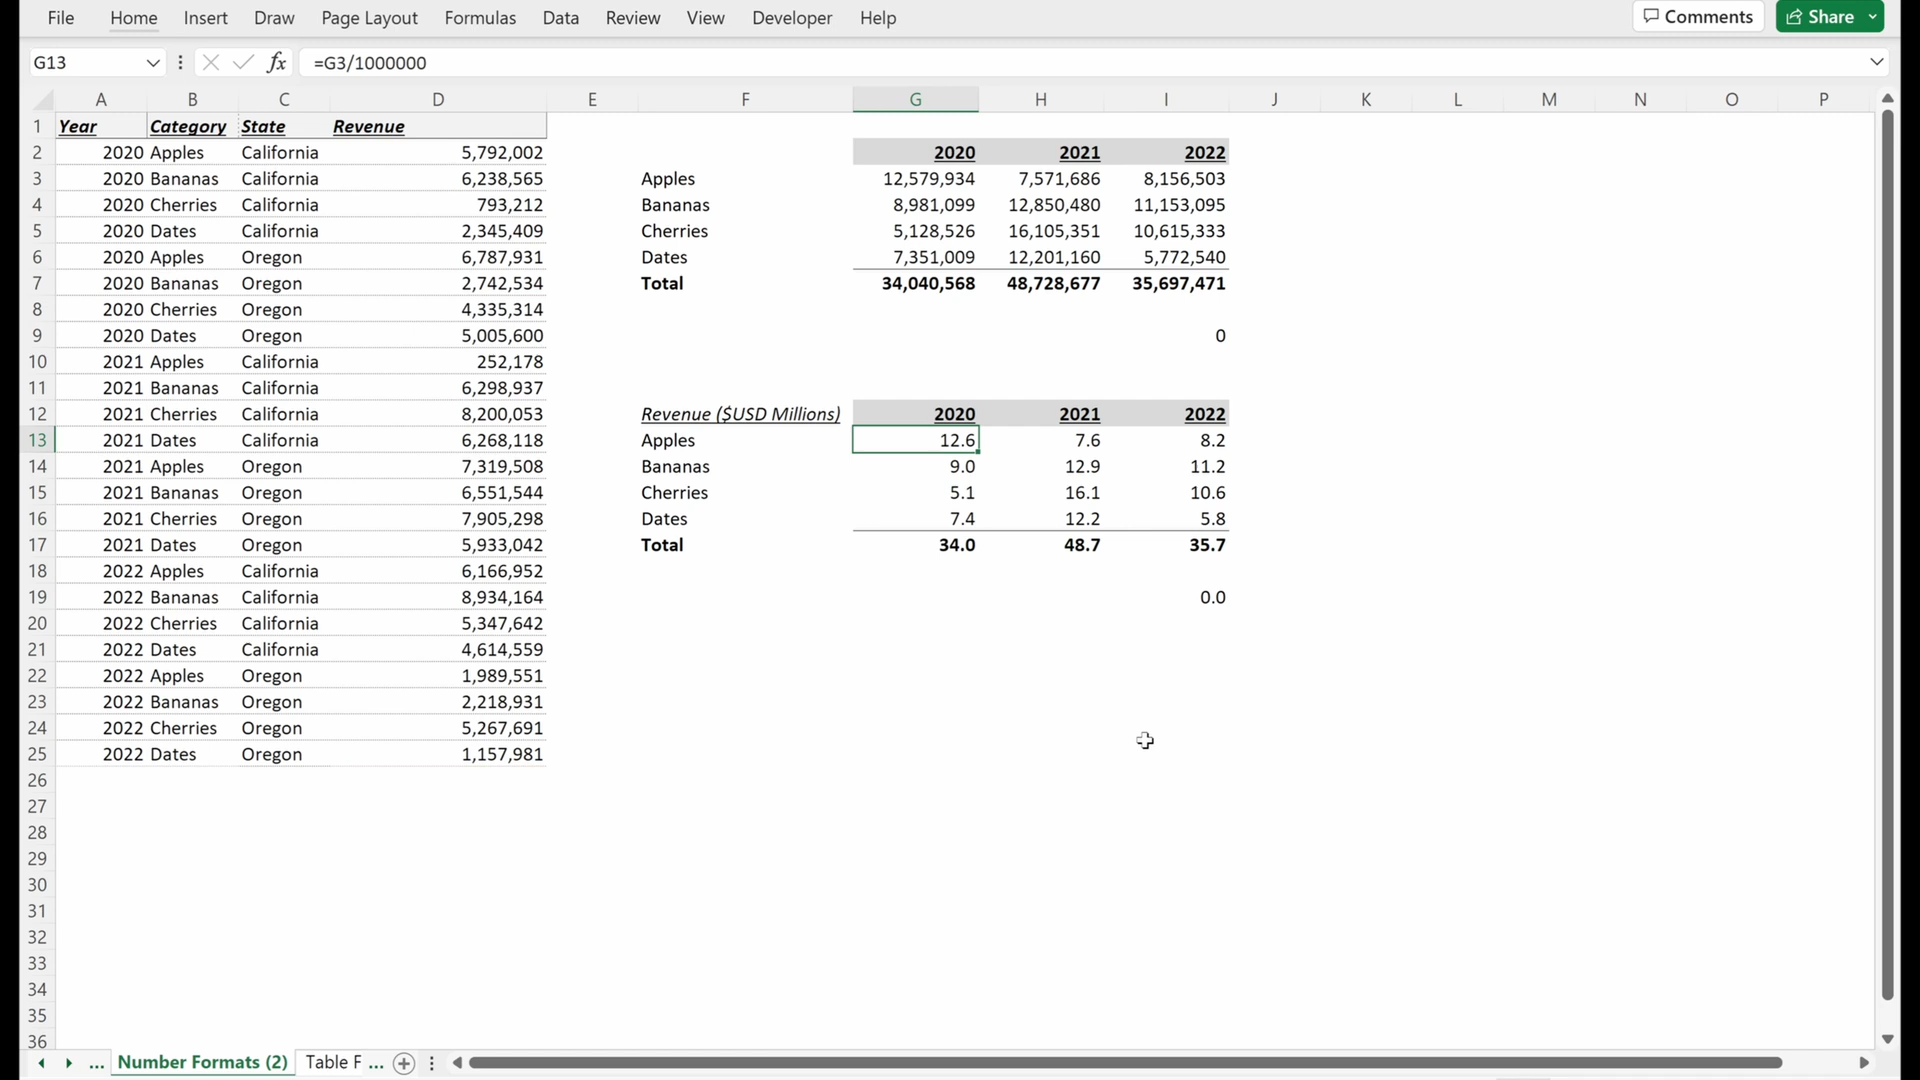 File Home Insert Draw Page Layout Formulas Data Review View Developer Help Comments Share
G13 fx =G3/1000000
A B C D E F G H I J K L M N O P
1 Year Category State Revenue
2 2020 Apples California 5,792,002 2020 2021 2022
3 2020 Bananas California 6,238,565 Apples 12,579,934 7,571,686 8,156,503
4 2020 Cherries California 793,212 Bananas 8,981,099 12,850,480 11,153,095
5 2020 Dates California 2,345,409 Cherries 5,128,526 16,105,351 10,615,333
6 2020 Apples Oregon 6,787,931 Dates 7,351,009 12,201,160 5,772,540
7 2020 Bananas Oregon 2,742,534 Total 34,040,568 48,728,677 35,697,471
8 2020 Cherries Oregon 4,335,314
9 2020 Dates Oregon 5,005,600 0
10 2021 Apples California 252,178
11 2021 Bananas California 6,298,937
12 2021 Cherries California 8,200,053 Revenue ($USD Millions) 2020 2021 2022
13 2021 Dates California 6,268,118 Apples 12.6 7.6 8.2
14 2021 Apples Oregon 7,319,508 Bananas 9.0 12.9 11.2
15 2021 Bananas Oregon 6,551,544 Cherries 5.1 16.1 10.6
16 2021 Cherries Oregon 7,905,298 Dates 7.4 12.2 5.8
17 2021 Dates Oregon 5,933,042 Total 34.0 48.7 35.7
18 2022 Apples California 6,166,952
19 2022 Bananas California 8,934,164 0.0
20 2022 Cherries California 5,347,642
21 2022 Dates California 4,614,559
22 2022 Apples Oregon 1,989,551
23 2022 Bananas Oregon 2,218,931
24 2022 Cherries Oregon 5,267,691
25 2022 Dates Oregon 1,157,981
26
27
28
29
30
31
32
33
34
35
36
... Number Formats (2) Table F ...